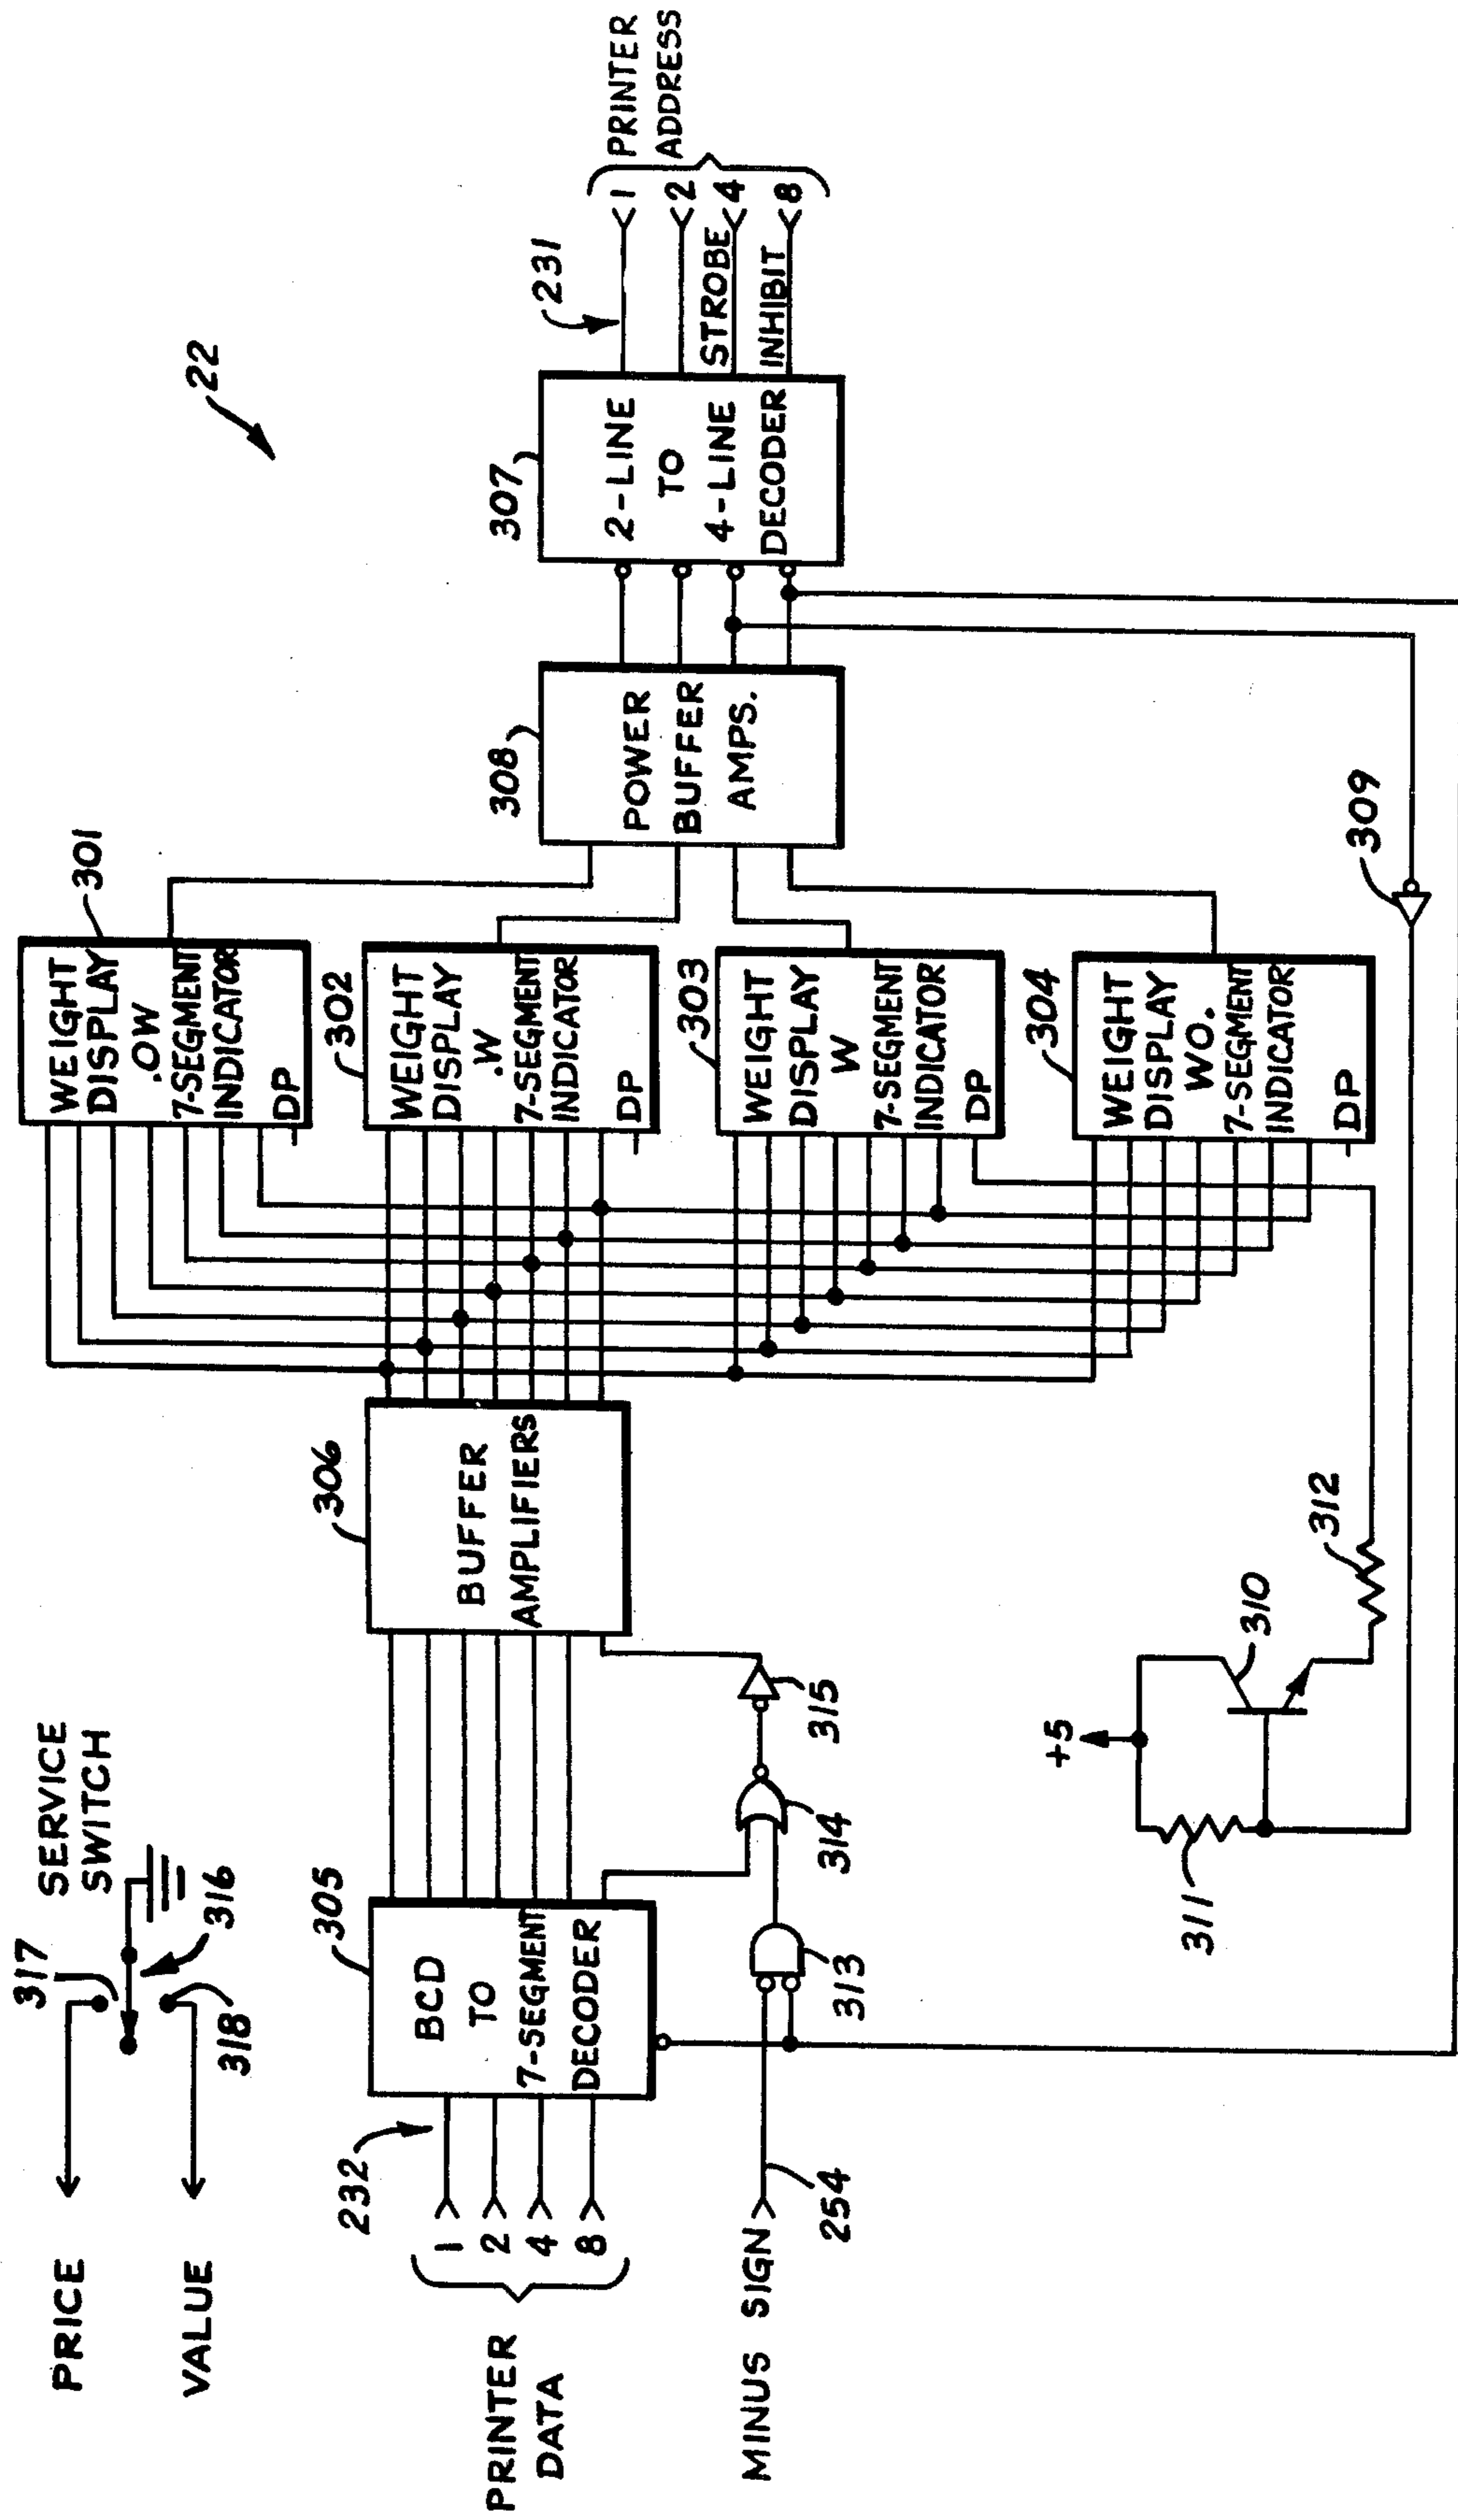 22
PRICE
317
SERVICE
SWITCH
VALUE
318
316
PRINTER
DATA
1
2
4
8
232
305
BCD
TO
7-SEGMENT
DECODER
MINUS SIGN
254
313
314
315
306
BUFFER
AMPLIFIERS
301
WEIGHT
DISPLAY
.OW
7-SEGMENT
INDICATOR
DP
302
WEIGHT
DISPLAY
.W
7-SEGMENT
INDICATOR
DP
303
WEIGHT
DISPLAY
W
7-SEGMENT
INDICATOR
DP
304
WEIGHT
DISPLAY
WO.
7-SEGMENT
INDICATOR
DP
308
POWER
BUFFER
AMPS.
307
2-LINE
TO
4-LINE
DECODER
231
STROBE
INHIBIT
1
2
4
8
PRINTER
ADDRESS
+5
311
310
312
309